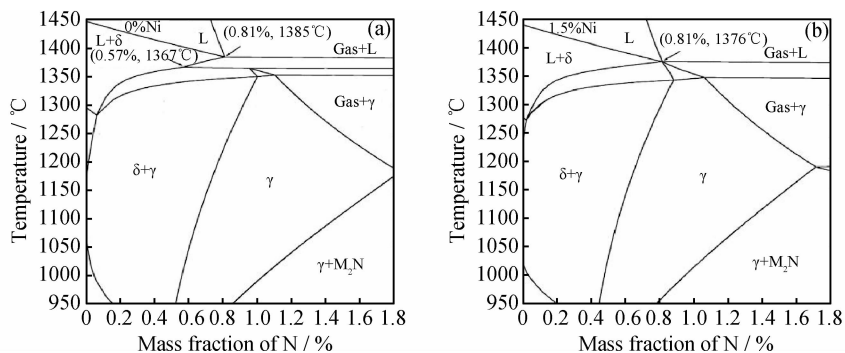 (a)
0%Ni
L
(0.81%, 1385℃)
L+δ
(0.57%, 1367℃)
Gas+L
Gas+γ
δ+γ
γ
γ+M₂N
1450
1400
1350
1300
1250
1200
1150
1100
1050
1000
950
Temperature / ℃
0 0.2 0.4 0.6 0.8 1.0 1.2 1.4 1.6 1.8
Mass fraction of N / %
(b)
1.5%Ni
L
(0.81%, 1376℃)
L+δ
Gas+L
Gas+γ
δ+γ
γ
γ+M₂N
1450
1400
1350
1300
1250
1200
1150
1100
1050
1000
950
Temperature / ℃
0 0.2 0.4 0.6 0.8 1.0 1.2 1.4 1.6 1.8
Mass fraction of N / %